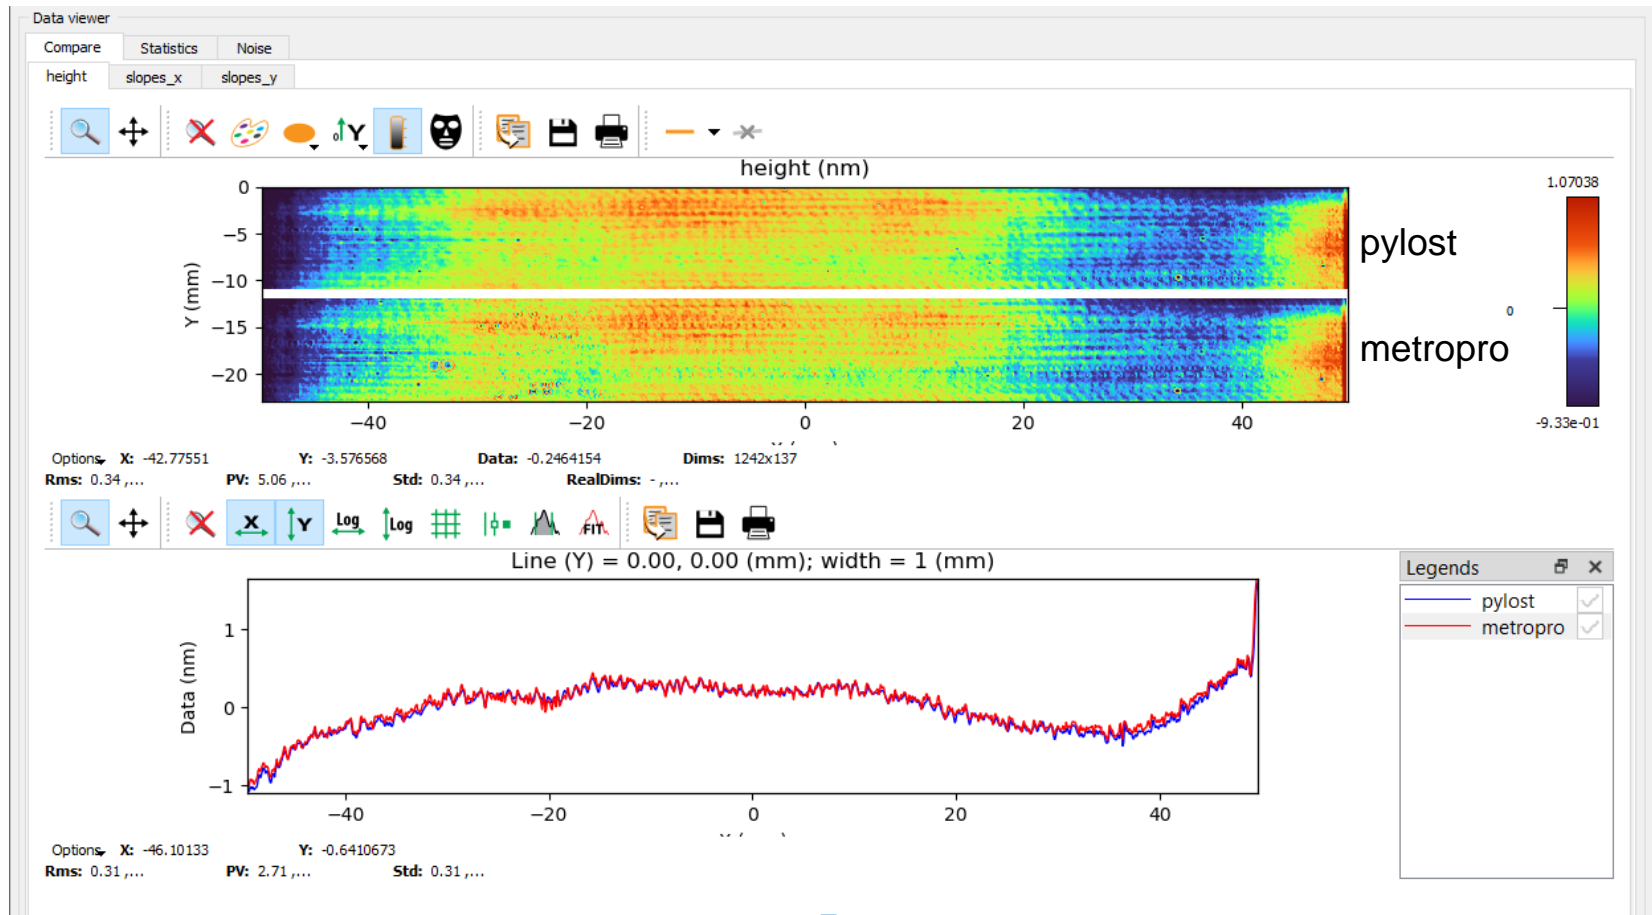 Data viewer
Compare Statistics Noise
height slopes_x slopes_y
0 Y
height (nm)
0
−5
−10
−15
−20
Y (mm)
−40 −20 0 20 40
pylost
metropro
1.07038
0
-9.33e-01
Options X: -42.77551 Y: -3.576568 Data: -0.2464154 Dims: 1242x137
Rms: 0.34 ,... PV: 5.06 ,... Std: 0.34 ,... RealDims: - ,...
X Y Log Log FIT
Line (Y) = 0.00, 0.00 (mm); width = 1 (mm)
1
0
−1
Data (nm)
−40 −20 0 20 40
Legends
pylost
metropro
Options X: -46.10133 Y: -0.6410673
Rms: 0.31 ,... PV: 2.71 ,... Std: 0.31 ,...